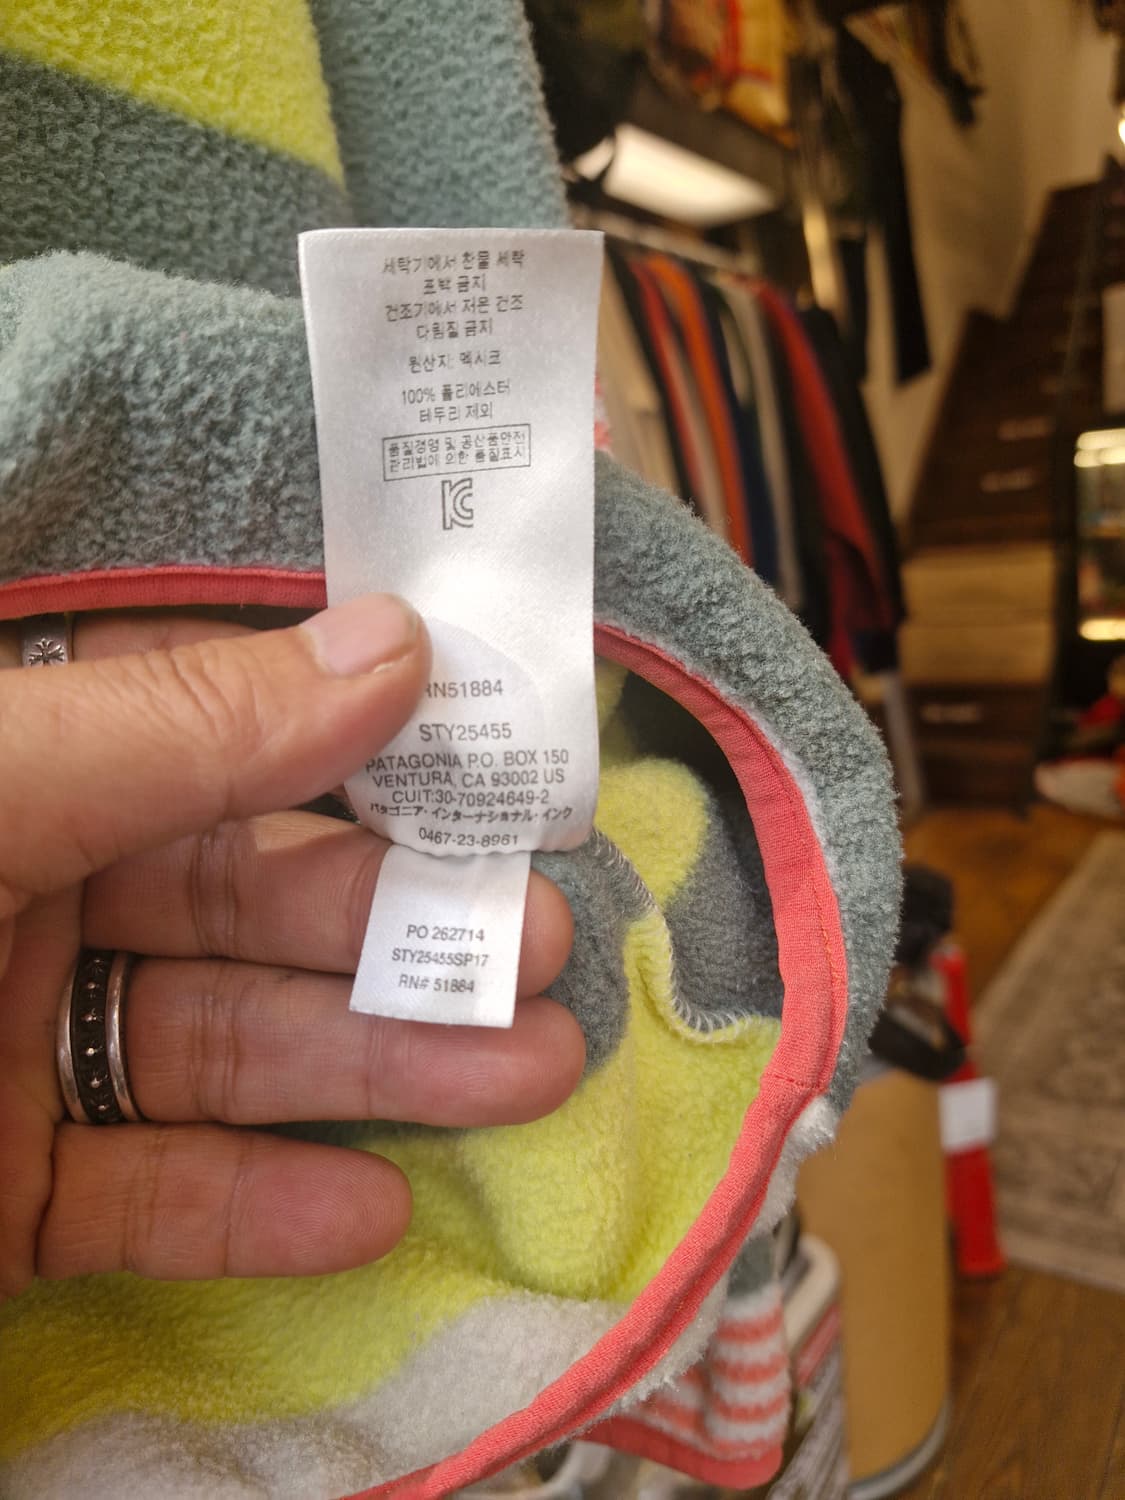 세탁기에서 찬물 세탁
표백 금지
건조기에서 저온 건조
다림질 금지
원산지: 멕시코
100% 폴리에스터
테두리 제외
품질경영 및 공산품안전
관리법에 의한 품질표시
RN51884
STY25455
PATAGONIA P.O. BOX 150
VENTURA, CA 93002 US
CUIT:30-70924649-2
パタゴニア・インターナショナル・インク
0467-23-8961
PO 262714
STY25455SP17
RN# 51884